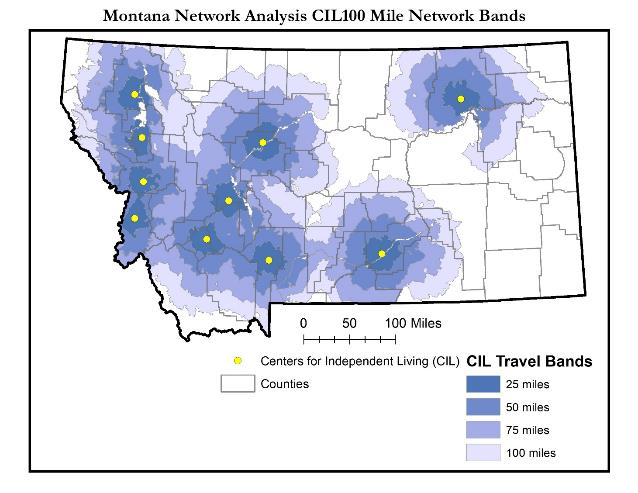 Montana Network Analysis CIL100 Mile Network Bands
0 50 100 Miles
Centers for Independent Living (CIL)
Counties
CIL Travel Bands
25 miles
50 miles
75 miles
100 miles